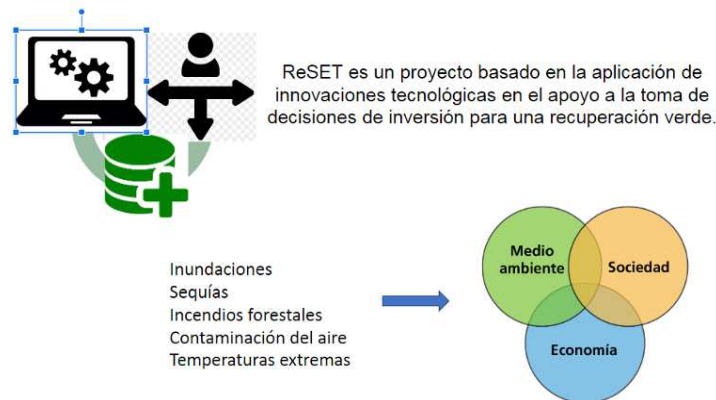 ReSET es un proyecto basado en la aplicación de
innovaciones tecnológicas en el apoyo a la toma de
decisiones de inversión para una recuperación verde.
Inundaciones
Sequías
Incendios forestales
Contaminación del aire
Temperaturas extremas
Medio
ambiente
Sociedad
Economía